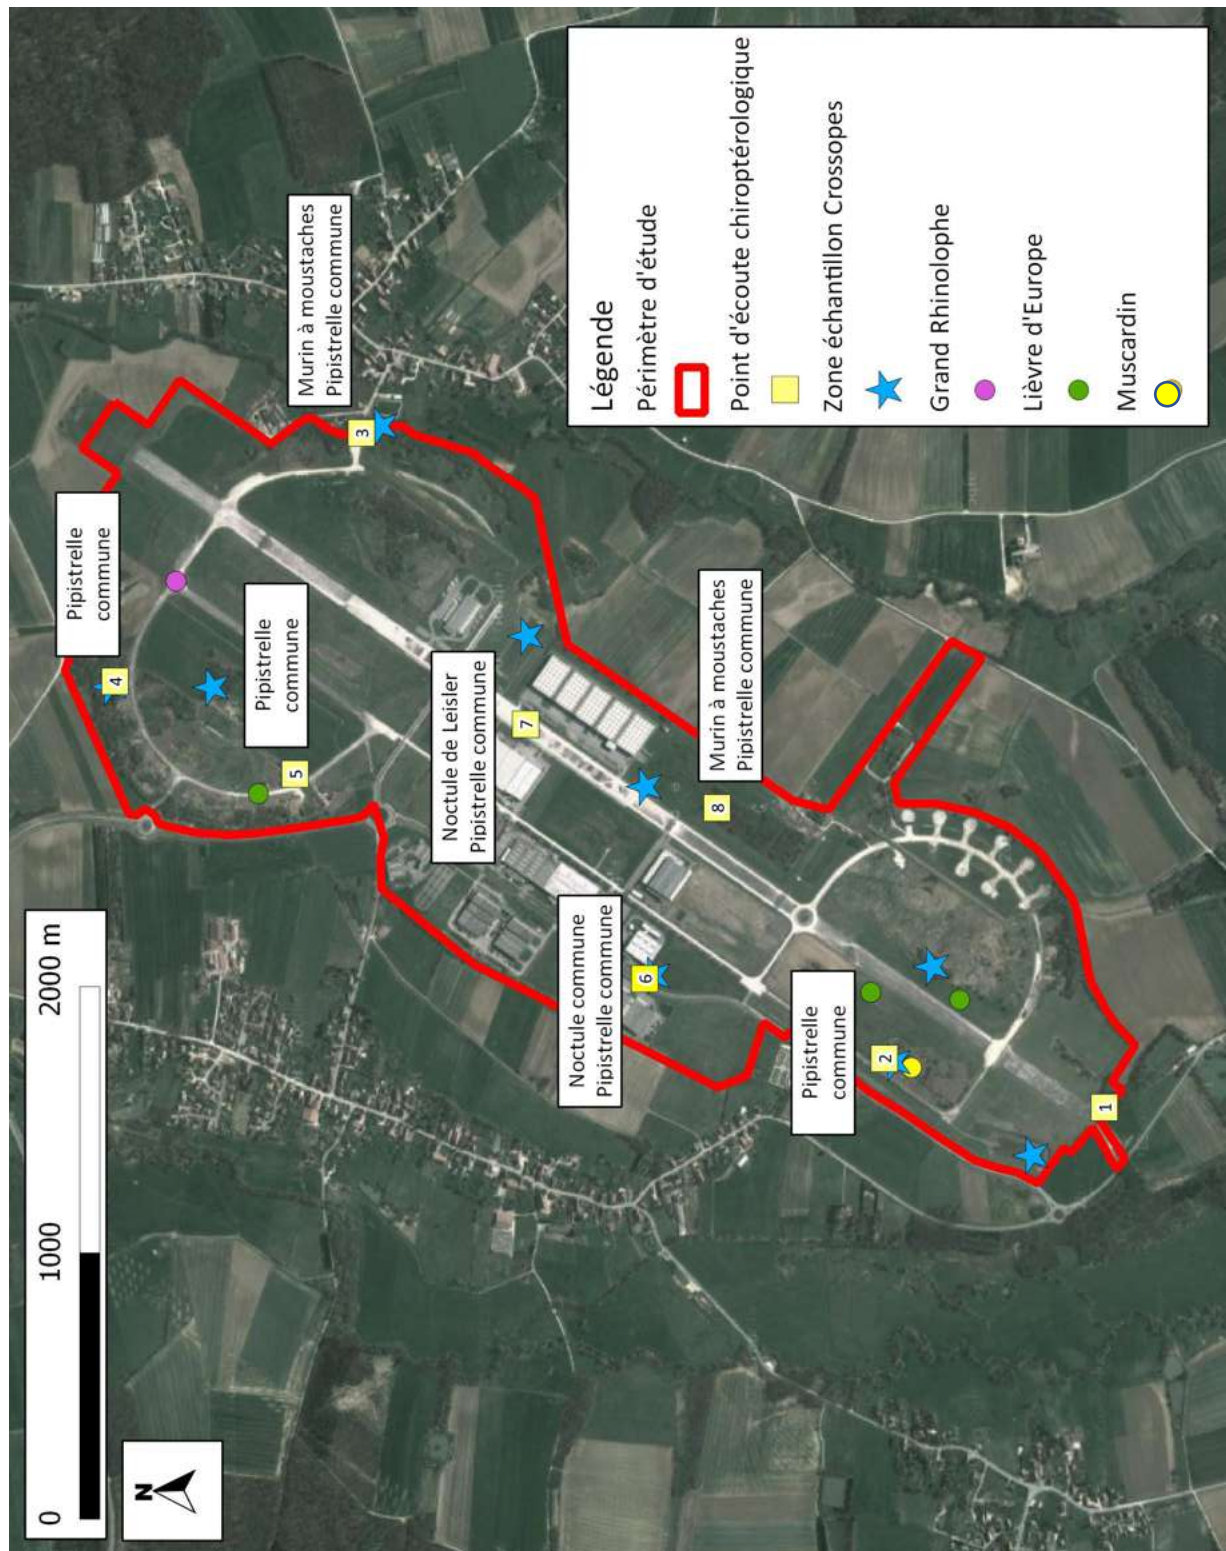 0 1000 2000 m
N
Pipistrelle
commune
4
Pipistrelle
commune
5
Murin à moustaches
Pipistrelle commune
3
Noctule de Leisler
Pipistrelle commune
7
Noctule commune
Pipistrelle commune
6
Murin à moustaches
Pipistrelle commune
8
Pipistrelle
commune
2
1
Légende
Périmètre d'étude
Point d'écoute chiroptérologique
Zone échantillon Crossopes
Grand Rhinolophe
Lièvre d'Europe
Muscardin